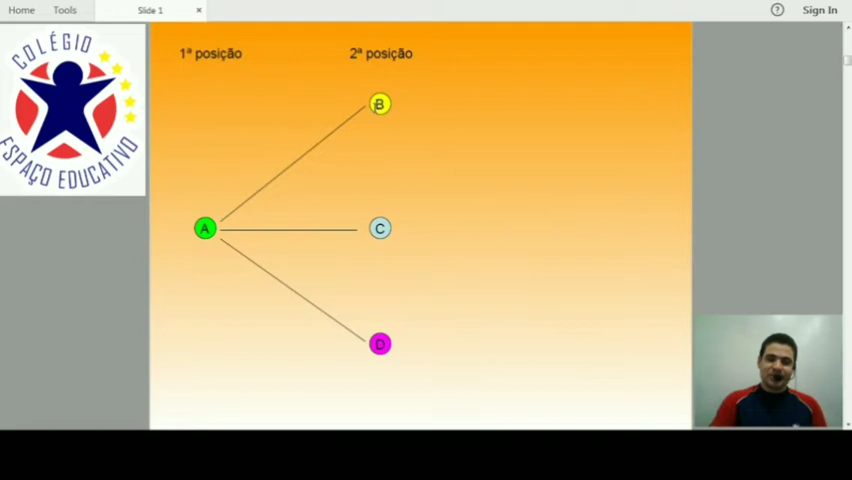 Home Tools Slide 1 × ? Sign In
COLÉGIO
ESPAÇO EDUCATIVO
1ª posição 2ª posição
B
A C
D